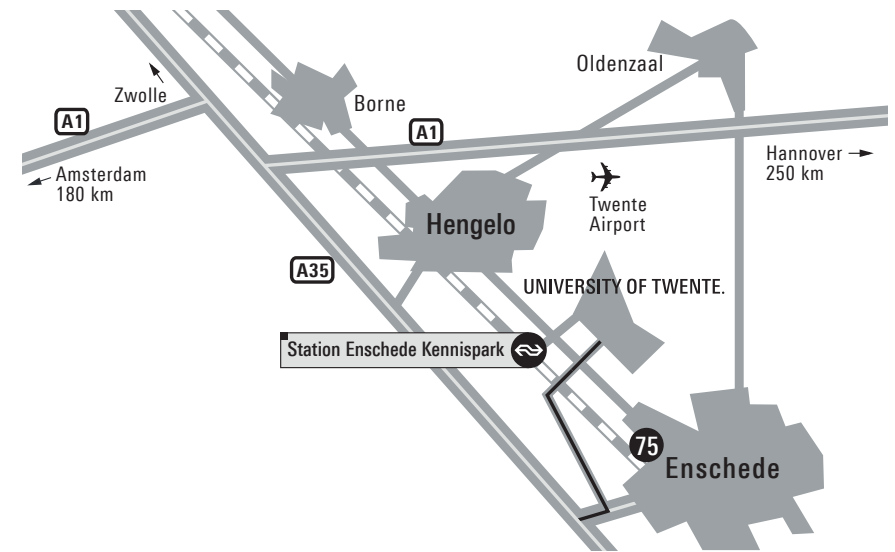 Oldenzaal
Zwolle
Borne
A1
A1
Amsterdam
180 km
Hannover
250 km
Twente
Airport
Hengelo
A35
UNIVERSITY OF TWENTE.
Station Enschede Kennispark
75
Enschede